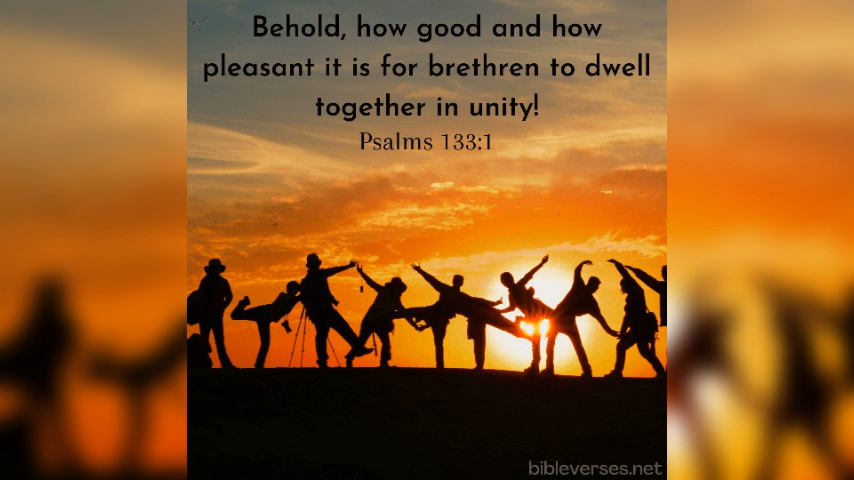 Behold, how good and how
pleasant it is for brethren to dwell
together in unity!
Psalms 133:1
bibleverses.net